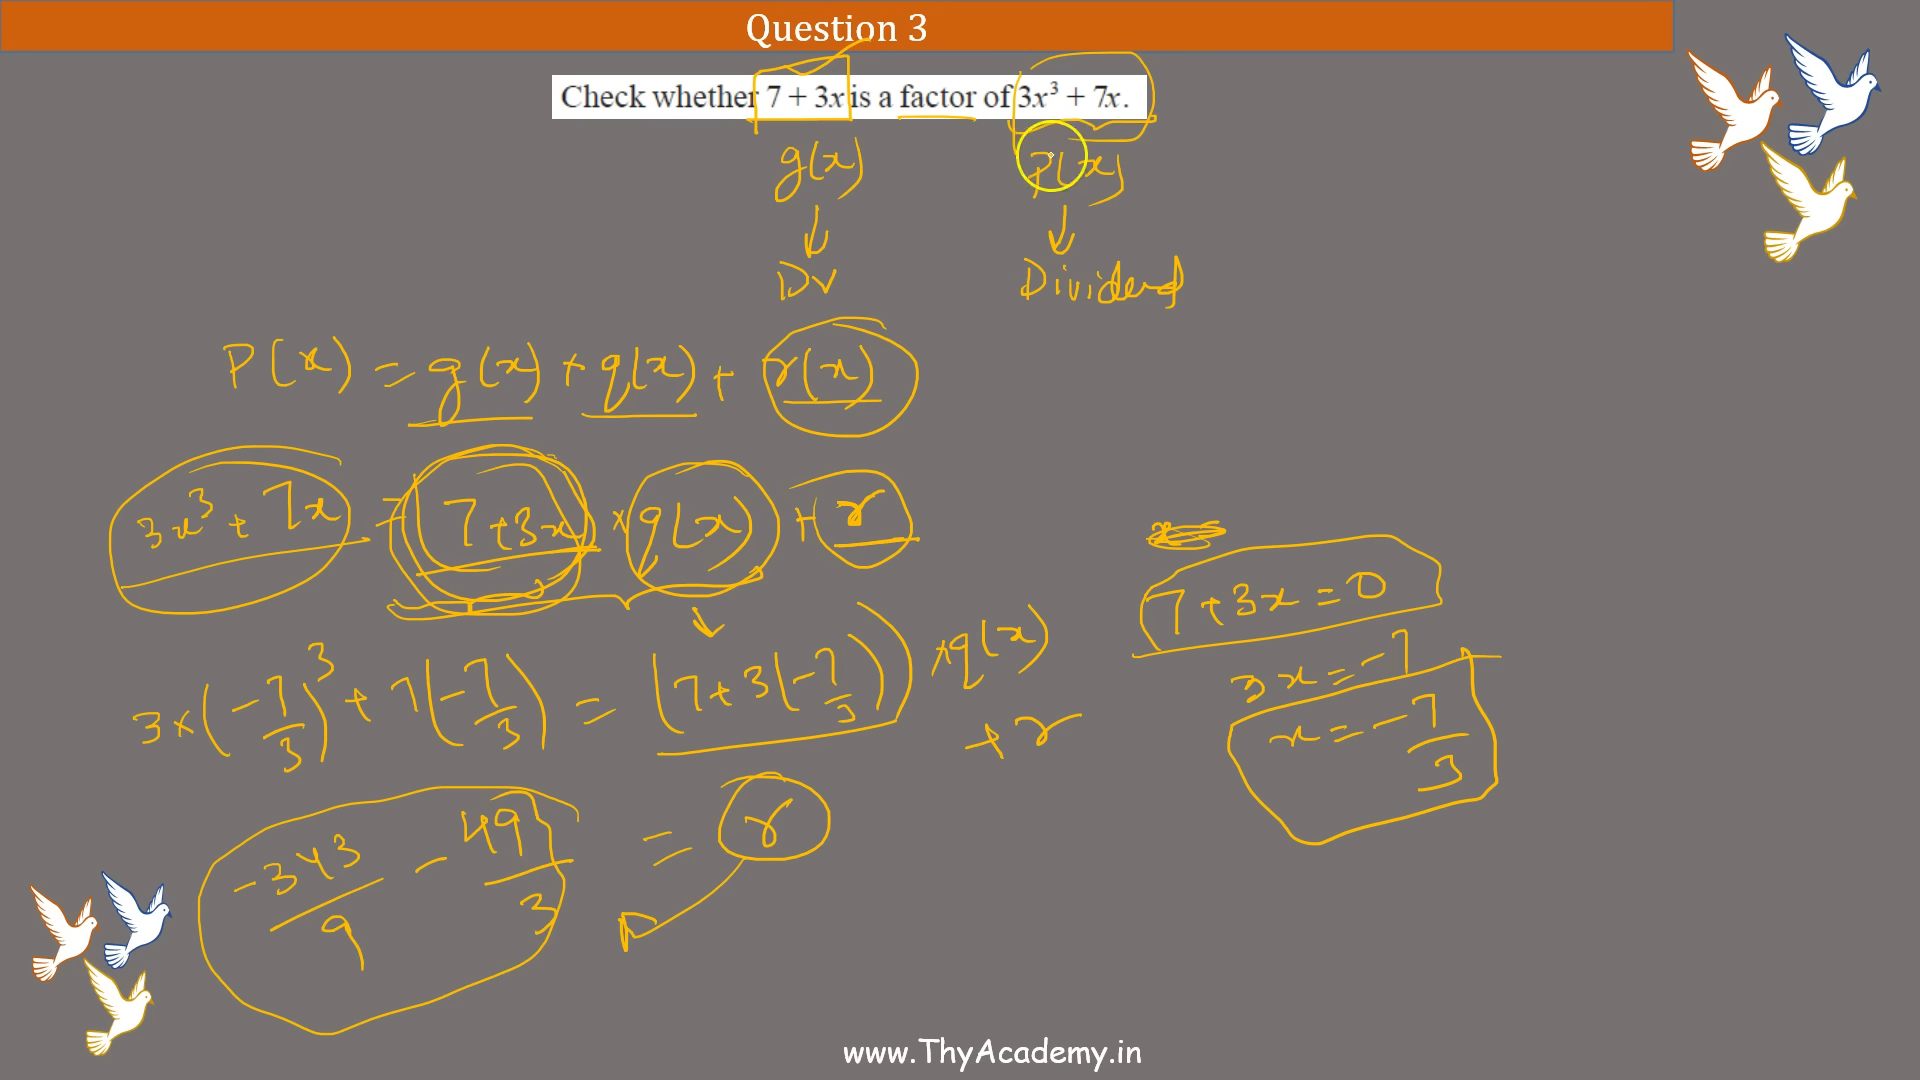 Question 3
Check whether 7 + 3x is a factor of 3x³ + 7x.
g(x) p(x)
↓ ↓
DV Dividend
P(x) = g(x) + q(x) + r(x)
3x³ + 7x = 7+3x × q(x) + r
7+3x = 0
3x = -7
x = -7/3
3×(-7/3)³ + 7(-7/3) = (7+3(-7/3)) × q(x)
+ r
-343/9 - 49/3 = r
www.ThyAcademy.in